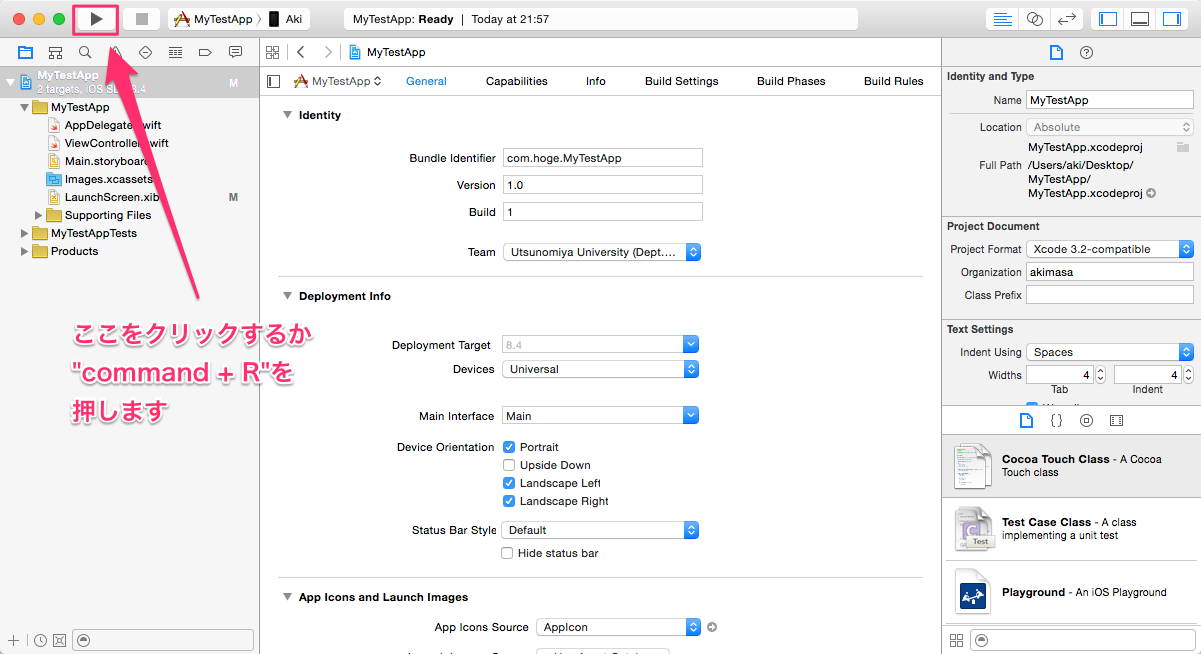 MyTestApp
Aki
MyTestApp: Ready | Today at 21:57
MyTestApp
MyTestApp
2 targets, iOS SDK 8.4
M
MyTestApp
AppDelegate.swift
ViewController.swift
Main.storyboard
Images.xcassets
LaunchScreen.xib
M
Supporting Files
MyTestAppTests
Products
ここをクリックするか
"command + R"を
押します
MyTestApp
General
Capabilities
Info
Build Settings
Build Phases
Build Rules
Identity
Bundle Identifier com.hoge.MyTestApp
Version 1.0
Build 1
Team Utsunomiya University (Dept....
Deployment Info
Deployment Target 8.4
Devices Universal
Main Interface Main
Device Orientation Portrait
Upside Down
Landscape Left
Landscape Right
Status Bar Style Default
Hide status bar
App Icons and Launch Images
App Icons Source AppIcon
Identity and Type
Name MyTestApp
Location Absolute
MyTestApp.xcodeproj
Full Path /Users/aki/Desktop/
MyTestApp/
MyTestApp.xcodeproj
Project Document
Project Format Xcode 3.2-compatible
Organization akimasa
Class Prefix
Text Settings
Indent Using Spaces
Widths 4 4
Tab Indent
{ }
Cocoa Touch Class - A Cocoa
Touch class
C
Test
Test Case Class - A class
implementing a unit test
Playground - An iOS Playground